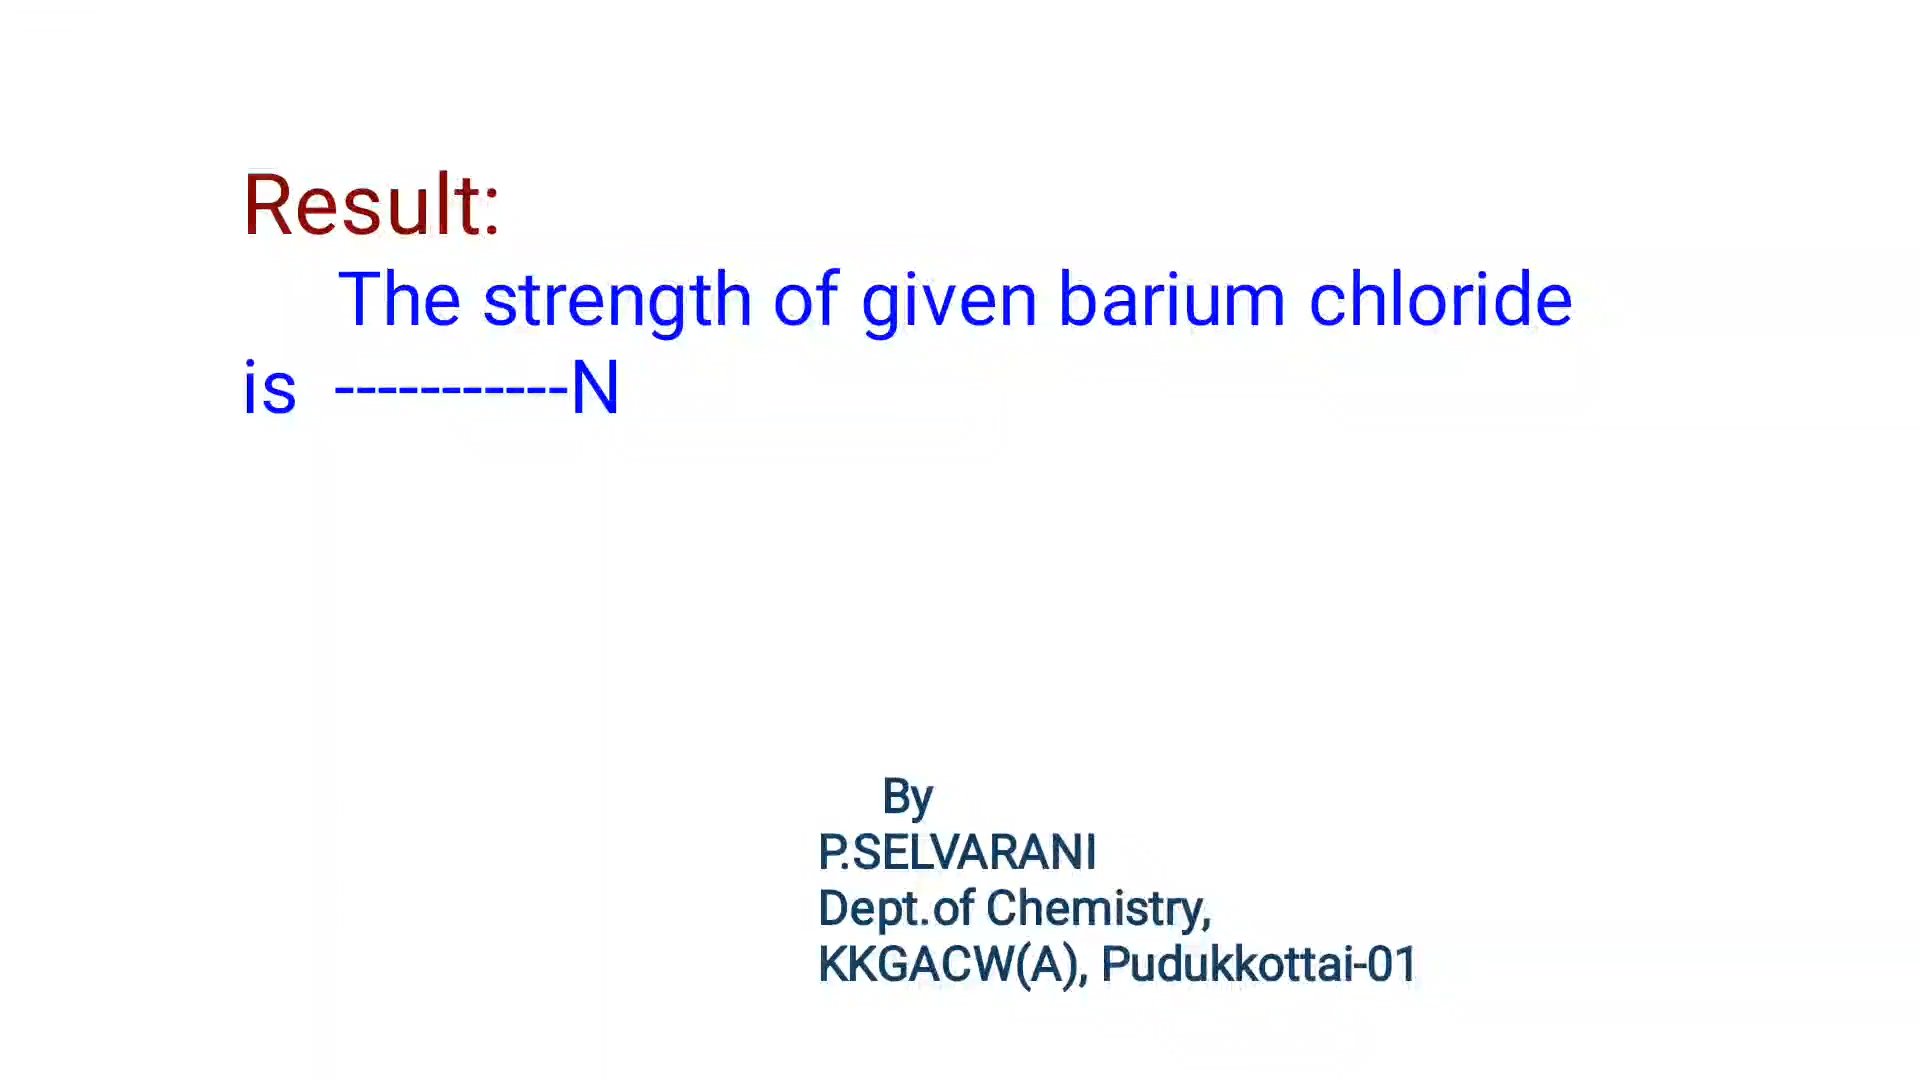 Result:
The strength of given barium chloride
is -----------N
By
P.SELVARANI
Dept.of Chemistry,
KKGACW(A), Pudukkottai-01